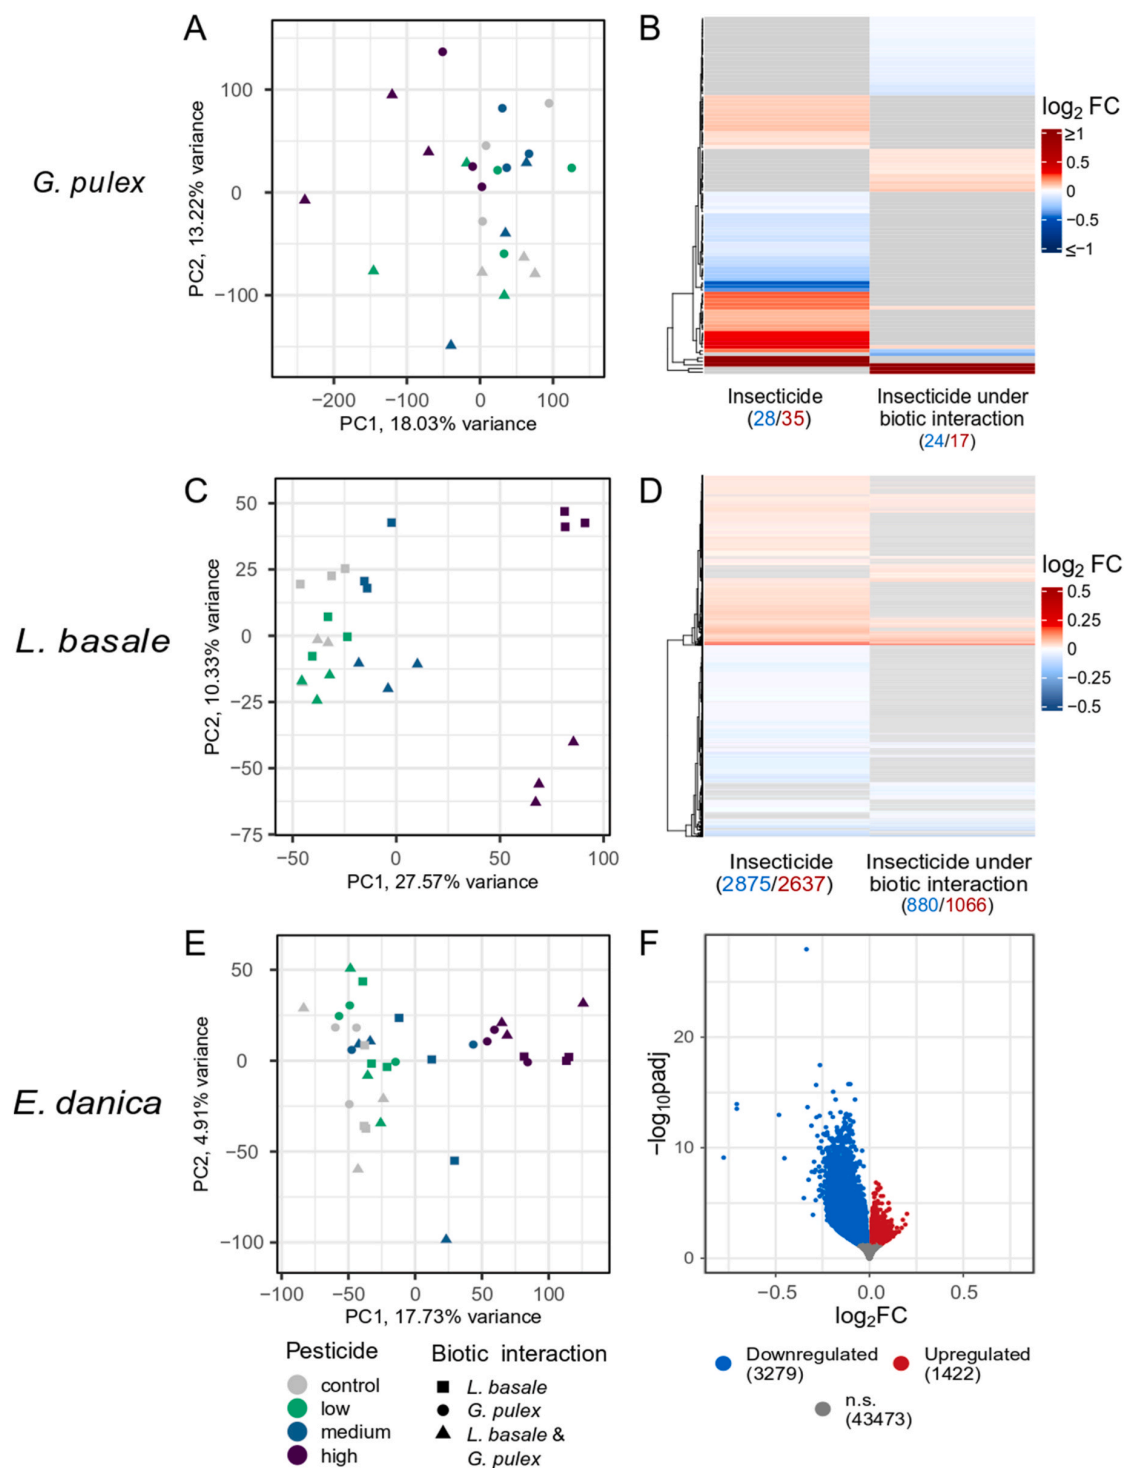 A
B
G. pulex
PC2, 13.22% variance
100
0
−100
−200
−100
0
100
PC1, 18.03% variance
log2 FC
≥1
0.5
0
−0.5
≤−1
Insecticide
(28/35)
Insecticide under
biotic interaction
(24/17)
C
D
L. basale
PC2, 10.33% variance
50
25
0
−25
−50
−75
−50
0
50
100
PC1, 27.57% variance
log2 FC
0.5
0.25
0
−0.25
−0.5
Insecticide
(2875/2637)
Insecticide under
biotic interaction
(880/1066)
E
F
E. danica
PC2, 4.91% variance
50
0
−50
−100
−100
−50
0
50
100
150
PC1, 17.73% variance
−log10padj
20
10
0
−0.5
0.0
0.5
log2FC
Pesticide
control
low
medium
high
Biotic interaction
L. basale
G. pulex
L. basale &
G. pulex
Downregulated
(3279)
Upregulated
(1422)
n.s.
(43473)